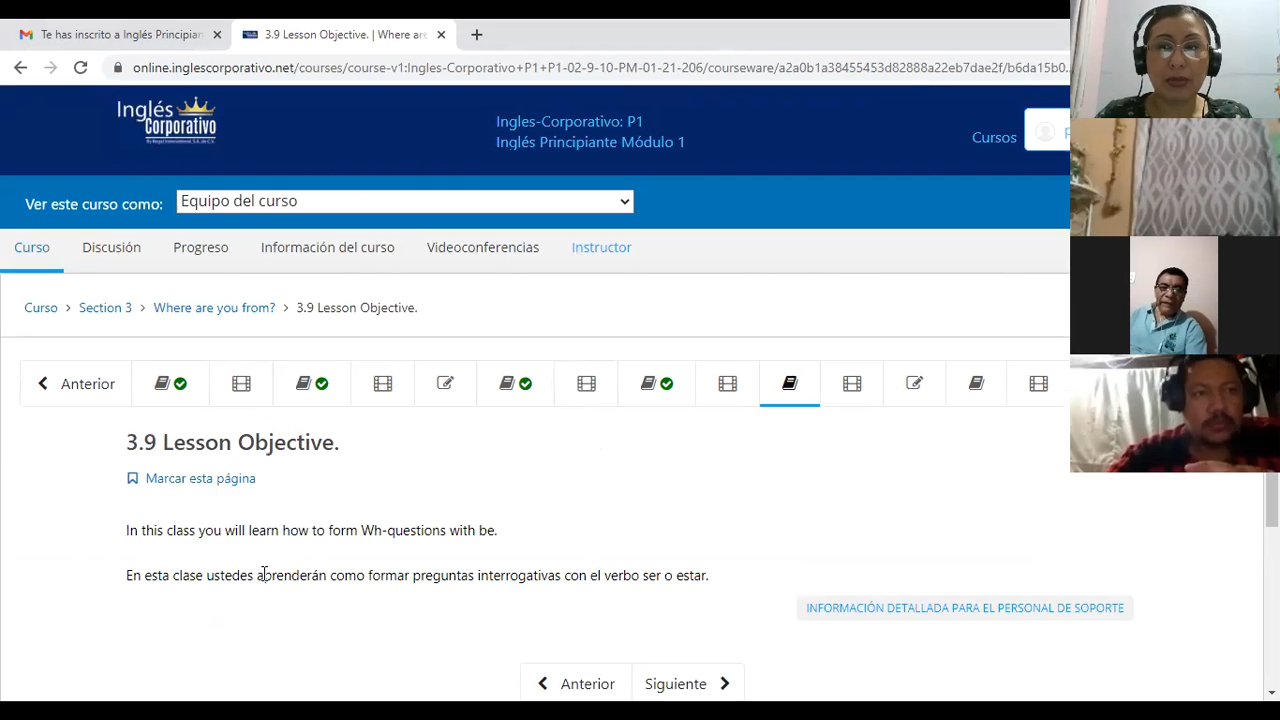 Te has inscrito a Inglés Principian
3.9 Lesson Objective. | Where are
online.inglescorporativo.net/courses/course-v1:Ingles-Corporativo+P1+P1-02-9-10-PM-01-21-206/courseware/a2a0b1a38455453d82888a22eb7dae2f/b6da15b0...
Inglés
Corporativo
By Regal International, S.A. de C.V.
Ingles-Corporativo: P1
Inglés Principiante Módulo 1
Cursos
Ver este curso como:
Equipo del curso
Curso
Discusión
Progreso
Información del curso
Videoconferencias
Instructor
Curso > Section 3 > Where are you from? > 3.9 Lesson Objective.
Anterior
3.9 Lesson Objective.
Marcar esta página
In this class you will learn how to form Wh-questions with be.
En esta clase ustedes aprenderán como formar preguntas interrogativas con el verbo ser o estar.
INFORMACIÓN DETALLADA PARA EL PERSONAL DE SOPORTE
Anterior
Siguiente